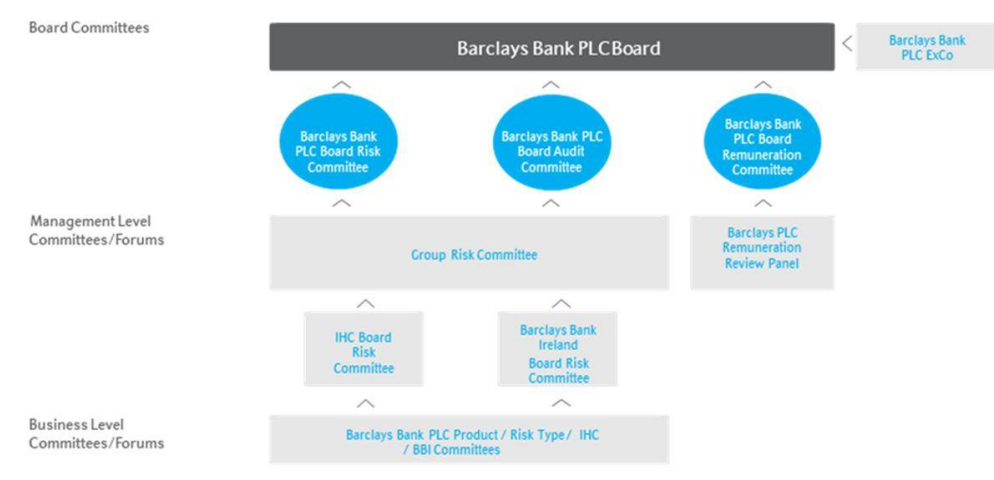 Board Committees
Barclays Bank PLCBoard
Barclays Bank
PLC ExCo
Barclays Bank
PLC Board Risk
Committee
Barclays Bank PLC
Board Audit
Committee
Barclays Bank
PLC Board
Remuneration
Committee
Management Level
Committees/Forums
Group Risk Committee
Barclays PLC
Remuneration
Review Panel
IHC Board
Risk
Committee
Barclays Bank
Ireland
Board Risk
Committee
Business Level
Committees/Forums
Barclays Bank PLC Product / Risk Type / IHC
/ BBI Committees